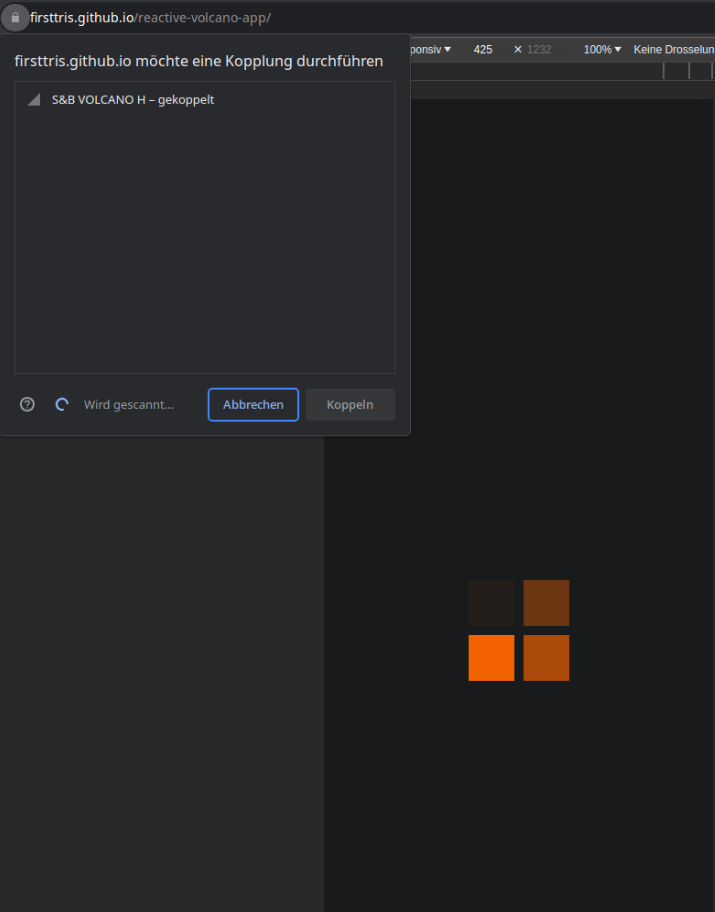 firsttris.github.io/reactive-volcano-app/
firsttris.github.io möchte eine Kopplung durchführen
ponsiv 425 × 1232 100% Keine Drosselun
S&B VOLCANO H – gekoppelt
Wird gescannt… Abbrechen Koppeln